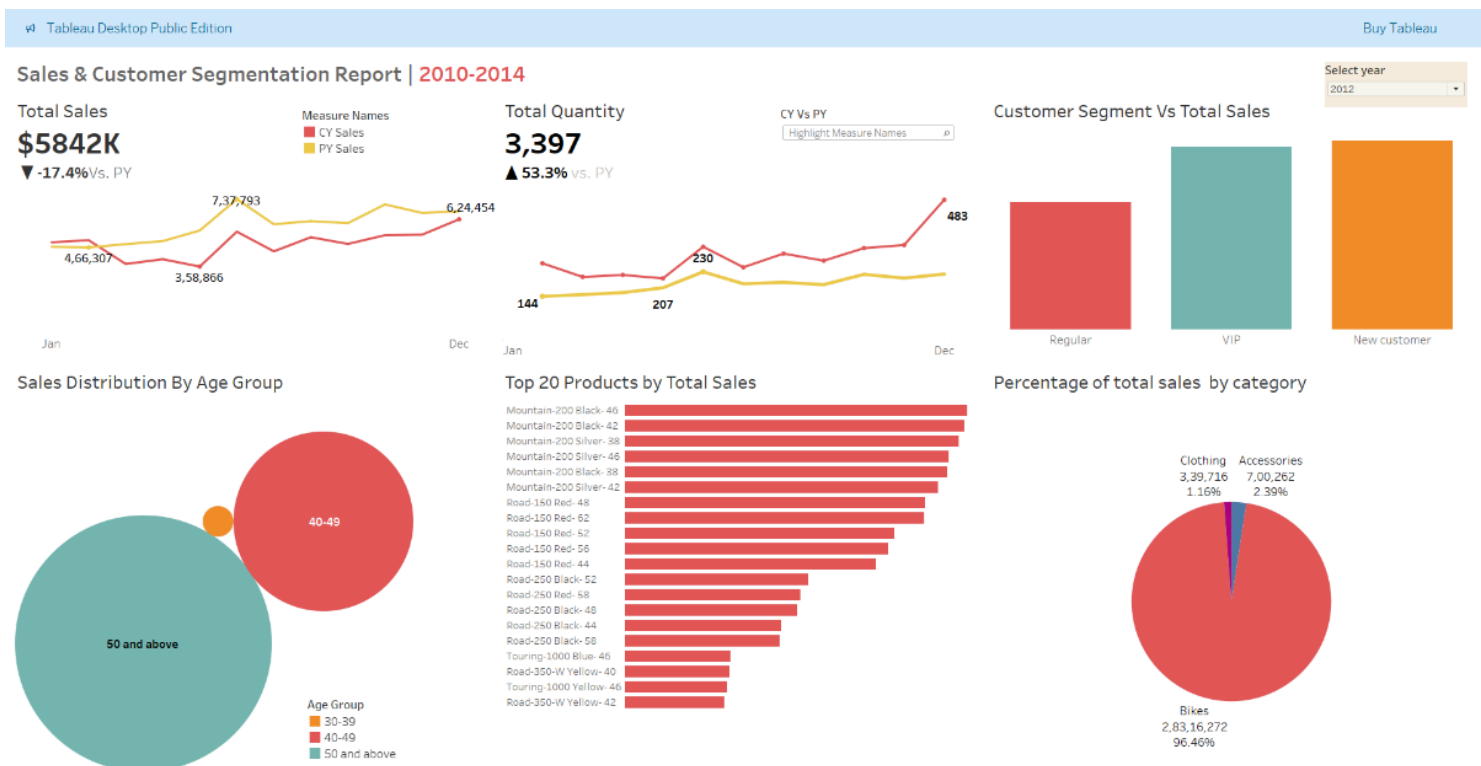 Tableau Desktop Public Edition
Buy Tableau
Sales & Customer Segmentation Report | 2010-2014
Select year
2012
Total Sales
$5842K
▼ -17.4%Vs. PY
Measure Names
CY Sales
PY Sales
7,37,793
6,24,454
4,66,307
3,58,866
Jan
Dec
Total Quantity
3,397
▲ 53.3% vs. PY
CY Vs PY
Highlight Measure Names
483
230
144
207
Jan
Dec
Customer Segment Vs Total Sales
Regular
VIP
New customer
Sales Distribution By Age Group
40-49
50 and above
Age Group
30-39
40-49
50 and above
Top 20 Products by Total Sales
Mountain-200 Black- 46
Mountain-200 Black- 42
Mountain-200 Silver- 38
Mountain-200 Silver- 46
Mountain-200 Black- 38
Mountain-200 Silver- 42
Road-150 Red- 48
Road-150 Red- 62
Road-150 Red- 52
Road-150 Red- 56
Road-150 Red- 44
Road-250 Black- 52
Road-250 Red- 58
Road-250 Black- 48
Road-250 Black- 44
Road-250 Black- 58
Touring-1000 Blue- 46
Road-350-W Yellow- 40
Touring-1000 Yellow- 46
Road-350-W Yellow- 42
Percentage of total sales by category
Clothing
3,39,716
1.16%
Accessories
7,00,262
2.39%
Bikes
2,83,16,272
96.46%